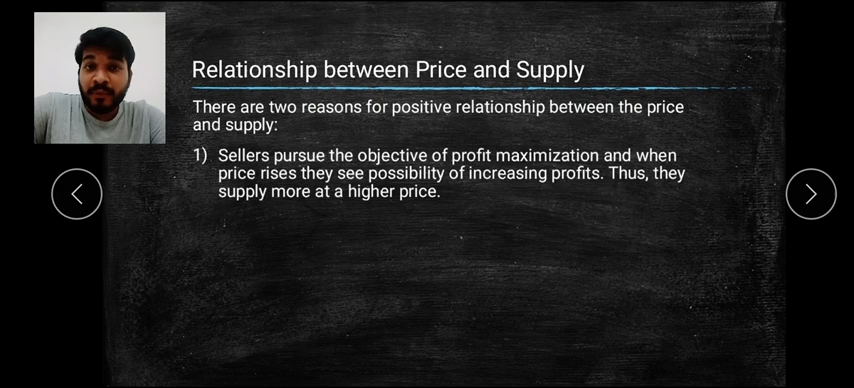 Relationship between Price and Supply
There are two reasons for positive relationship between the price
and supply:
1) Sellers pursue the objective of profit maximization and when
price rises they see possibility of increasing profits. Thus, they
supply more at a higher price.